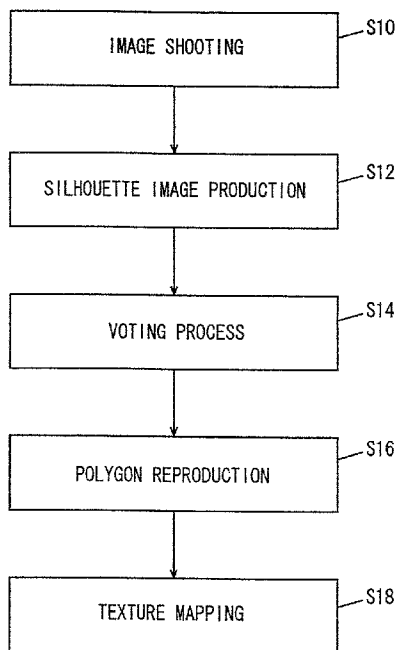 IMAGE SHOOTING
S10
SILHOUETTE IMAGE PRODUCTION
S12
VOTING PROCESS
S14
POLYGON REPRODUCTION
S16
TEXTURE MAPPING
S18